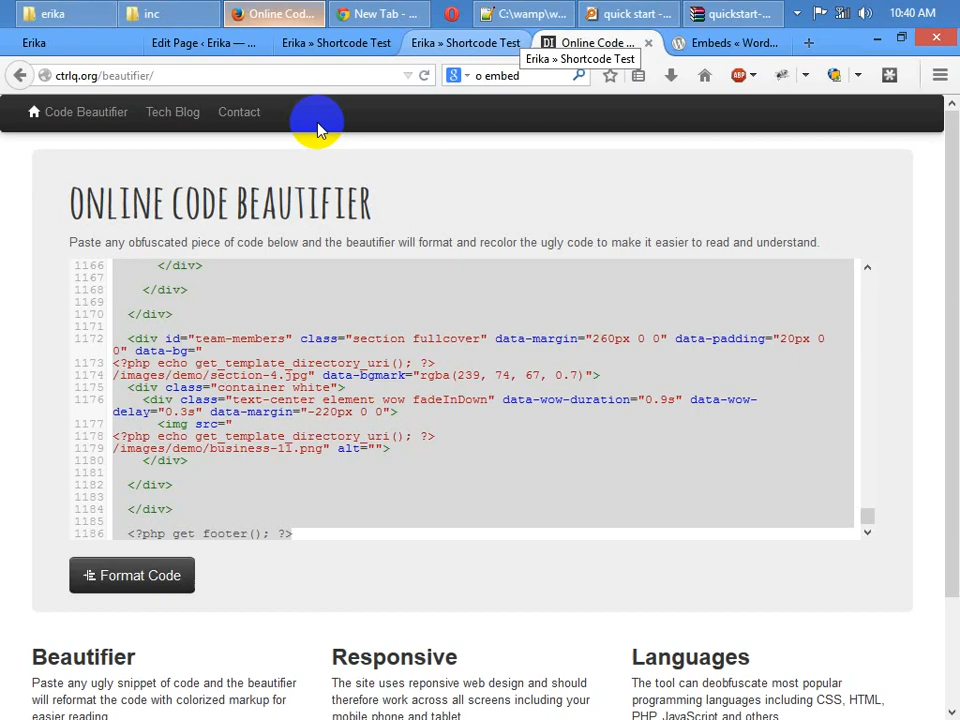 erika
inc
Online Cod...
New Tab - ...
C:\wamp\w...
quick start -...
quickstart-...
10:40 AM
Erika
Edit Page ‹ Erika — ...
Erika » Shortcode Test
Erika » Shortcode Test
Online Code ...
Embeds « Word...
Erika » Shortcode Test
ctrlq.org/beautifier/
o embed
ABP
Code Beautifier
Tech Blog
Contact
ONLINE CODE BEAUTIFIER
Paste any obfuscated piece of code below and the beautifier will format and recolor the ugly code to make it easier to read and understand.
1166 </div>
1167
1168 </div>
1169
1170 </div>
1171
1172 <div id="team-members" class="section fullcover" data-margin="260px 0 0" data-padding="20px 0
0" data-bg="
1173 <?php echo get_template_directory_uri(); ?>
1174 /images/demo/section-4.jpg" data-bgmark="rgba(239, 74, 67, 0.7)">
1175 <div class="container white">
1176 <div class="text-center element wow fadeInDown" data-wow-duration="0.9s" data-wow-
delay="0.3s" data-margin="-220px 0 0">
1177 <img src="
1178 <?php echo get_template_directory_uri(); ?>
1179 /images/demo/business-11.png" alt="">
1180 </div>
1181
1182 </div>
1183
1184 </div>
1185
1186 <?php get_footer(); ?>
Format Code
Beautifier
Paste any ugly snippet of code and the beautifier
will reformat the code with colorized markup for
easier reading
Responsive
The site uses reponsive web design and should
therefore work across all screens including your
mobile phone and tablet
Languages
The tool can deobfuscate most popular
programming languages including CSS, HTML,
PHP, JavaScript and others